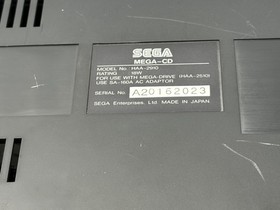 SEGA
MEGA-CD
MODEL No. HAA-2910
RATING 18W
FOR USE WITH MEGA DRIVE (HAA-2510)
USE SA-160A AC ADAPTOR
SERIAL No. A20162023
SEGA Enterprises, Ltd. MADE IN JAPAN